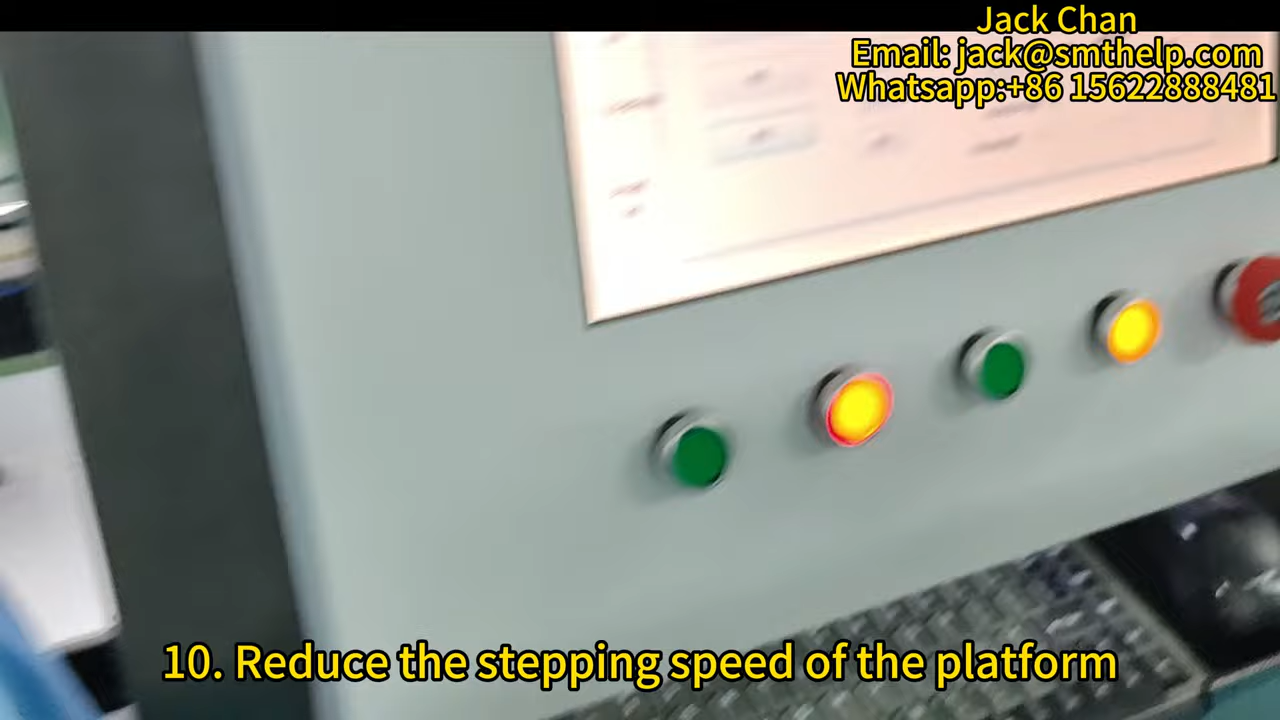 Jack Chan
Email: jack@smthelp.com
Whatsapp:+86 15622888481
10. Reduce the stepping speed of the platform